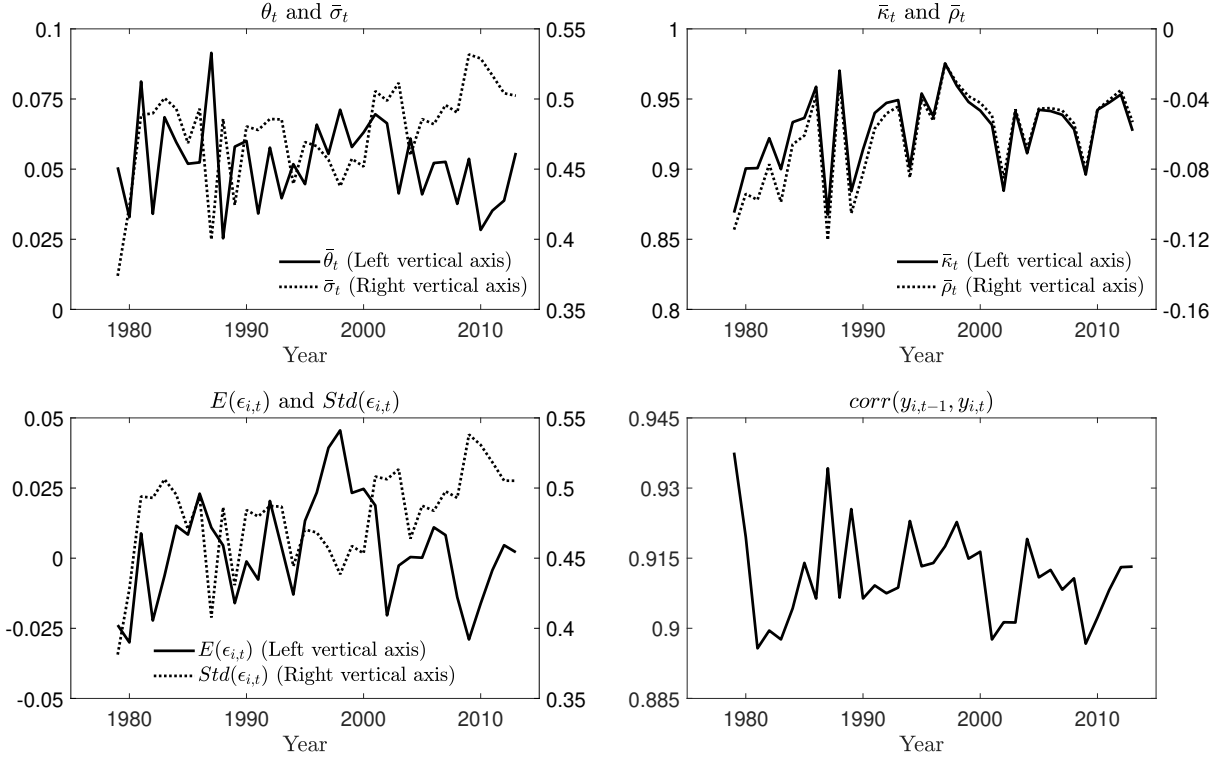 θ_t and σ̄_t
0.1
0.075
0.05
0.025
0
0.55
0.5
0.45
0.4
0.35
θ̄_t (Left vertical axis)
σ̄_t (Right vertical axis)
1980 1990 2000 2010
Year
κ̄_t and ρ̄_t
1
0.95
0.9
0.85
0.8
0
-0.04
-0.08
-0.12
-0.16
κ̄_t (Left vertical axis)
ρ̄_t (Right vertical axis)
1980 1990 2000 2010
Year
E(ϵ_{i,t}) and Std(ϵ_{i,t})
0.05
0.025
0
-0.025
-0.05
0.55
0.5
0.45
0.4
0.35
E(ϵ_{i,t}) (Left vertical axis)
Std(ϵ_{i,t}) (Right vertical axis)
1980 1990 2000 2010
Year
corr(y_{i,t−1}, y_{i,t})
0.945
0.93
0.915
0.9
0.885
1980 1990 2000 2010
Year